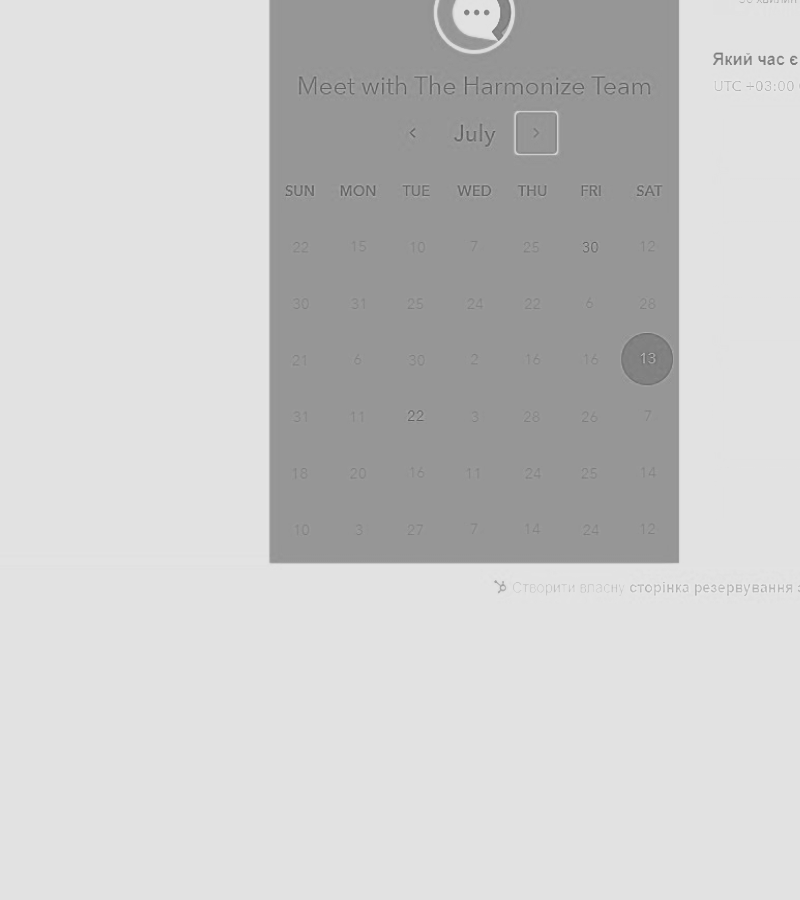 Який час є
UTC +03:00
Meet with The Harmonize Team
July
SUN MON TUE WED THU FRI SAT
22 15 10 7 25 30 12
30 31 25 24 22 6 28
21 6 30 2 16 16 13
31 11 22 3 28 26 7
18 20 16 11 24 25 14
10 3 27 7 14 24 12
Створити власну сторінка резервування